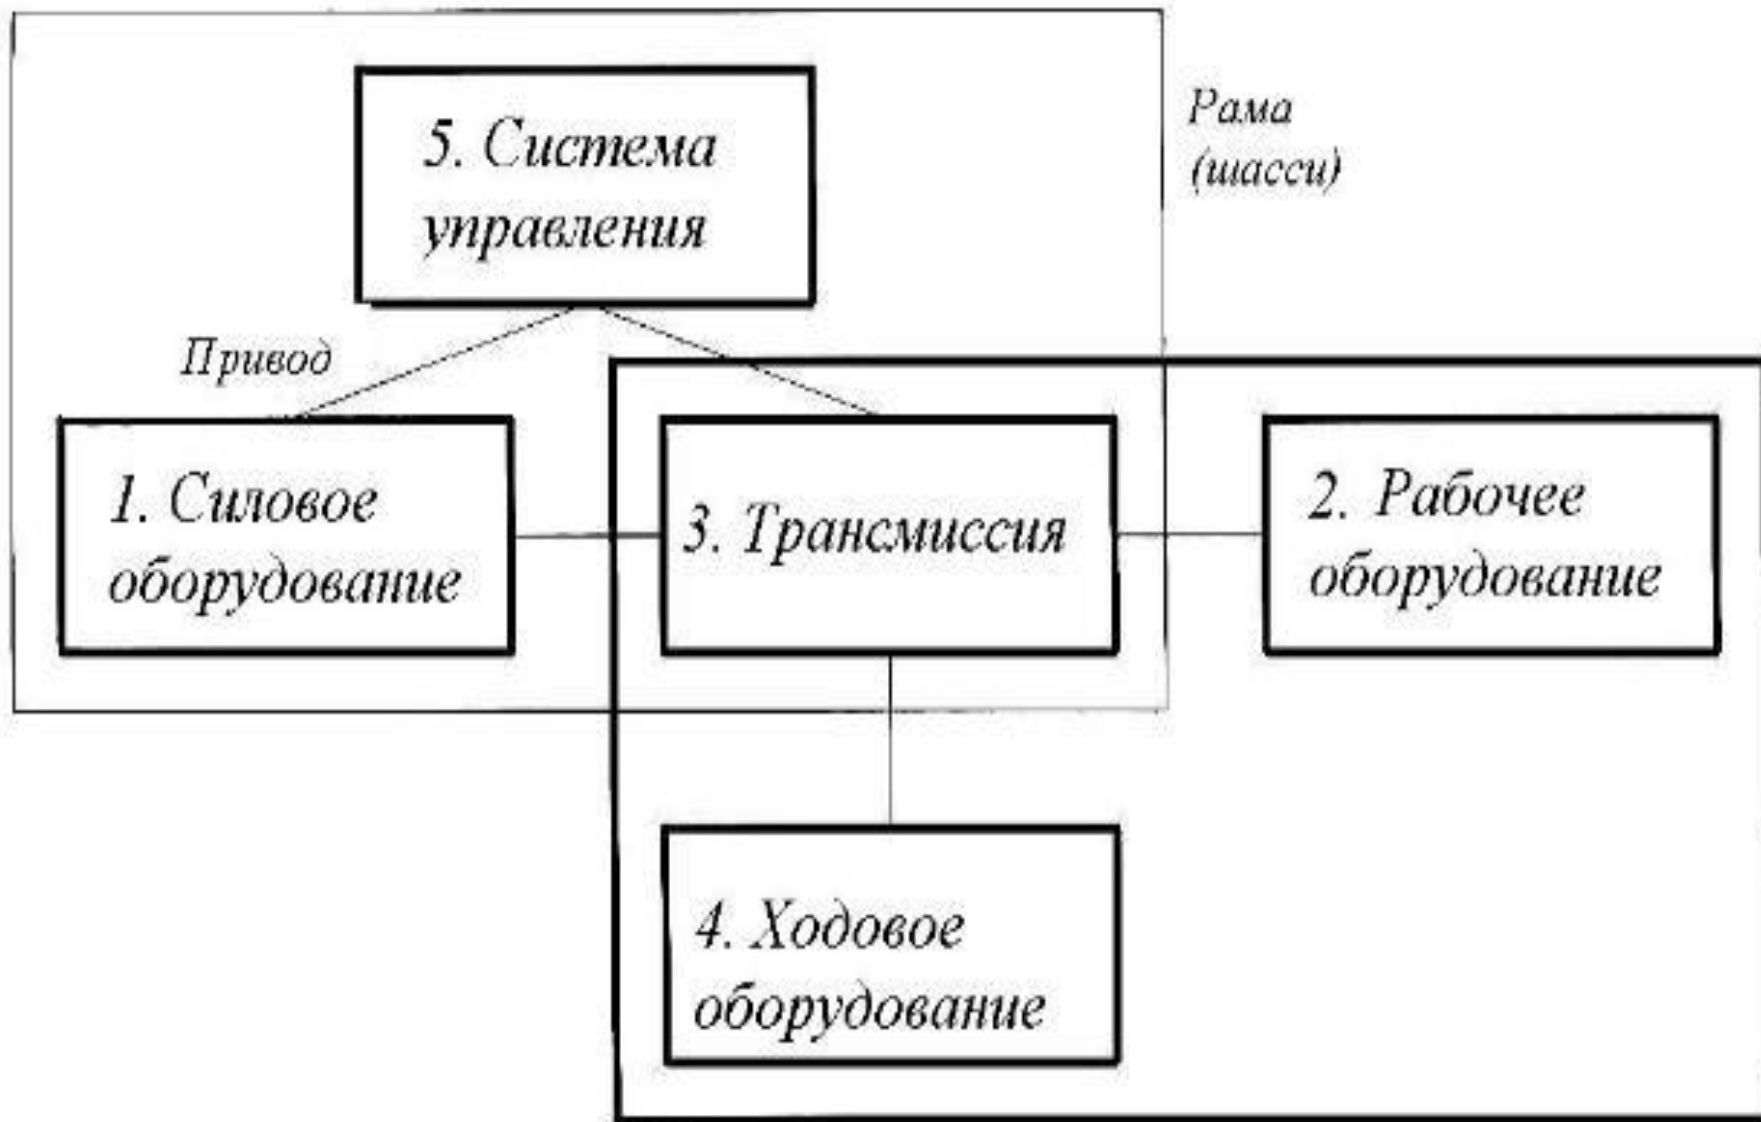 5. Система
управления
Рама
(шасси)
Привод
1. Силовое
оборудование
3. Трансмиссия
2. Рабочее
оборудование
4. Ходовое
оборудование